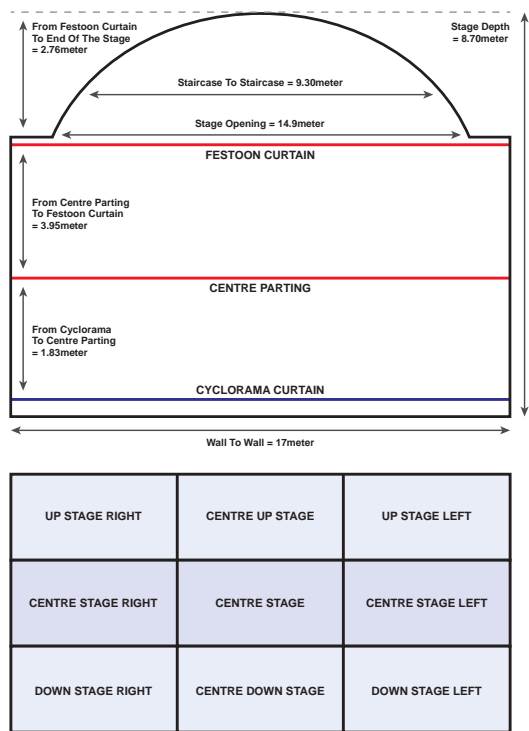 From Festoon Curtain
To End Of The Stage
= 2.76meter
Stage Depth
= 8.70meter
Staircase To Staircase = 9.30meter
Stage Opening = 14.9meter
FESTOON CURTAIN
From Centre Parting
To Festoon Curtain
= 3.95meter
CENTRE PARTING
From Cyclorama
To Centre Parting
= 1.83meter
CYCLORAMA CURTAIN
Wall To Wall = 17meter
UP STAGE RIGHT
CENTRE UP STAGE
UP STAGE LEFT
CENTRE STAGE RIGHT
CENTRE STAGE
CENTRE STAGE LEFT
DOWN STAGE RIGHT
CENTRE DOWN STAGE
DOWN STAGE LEFT